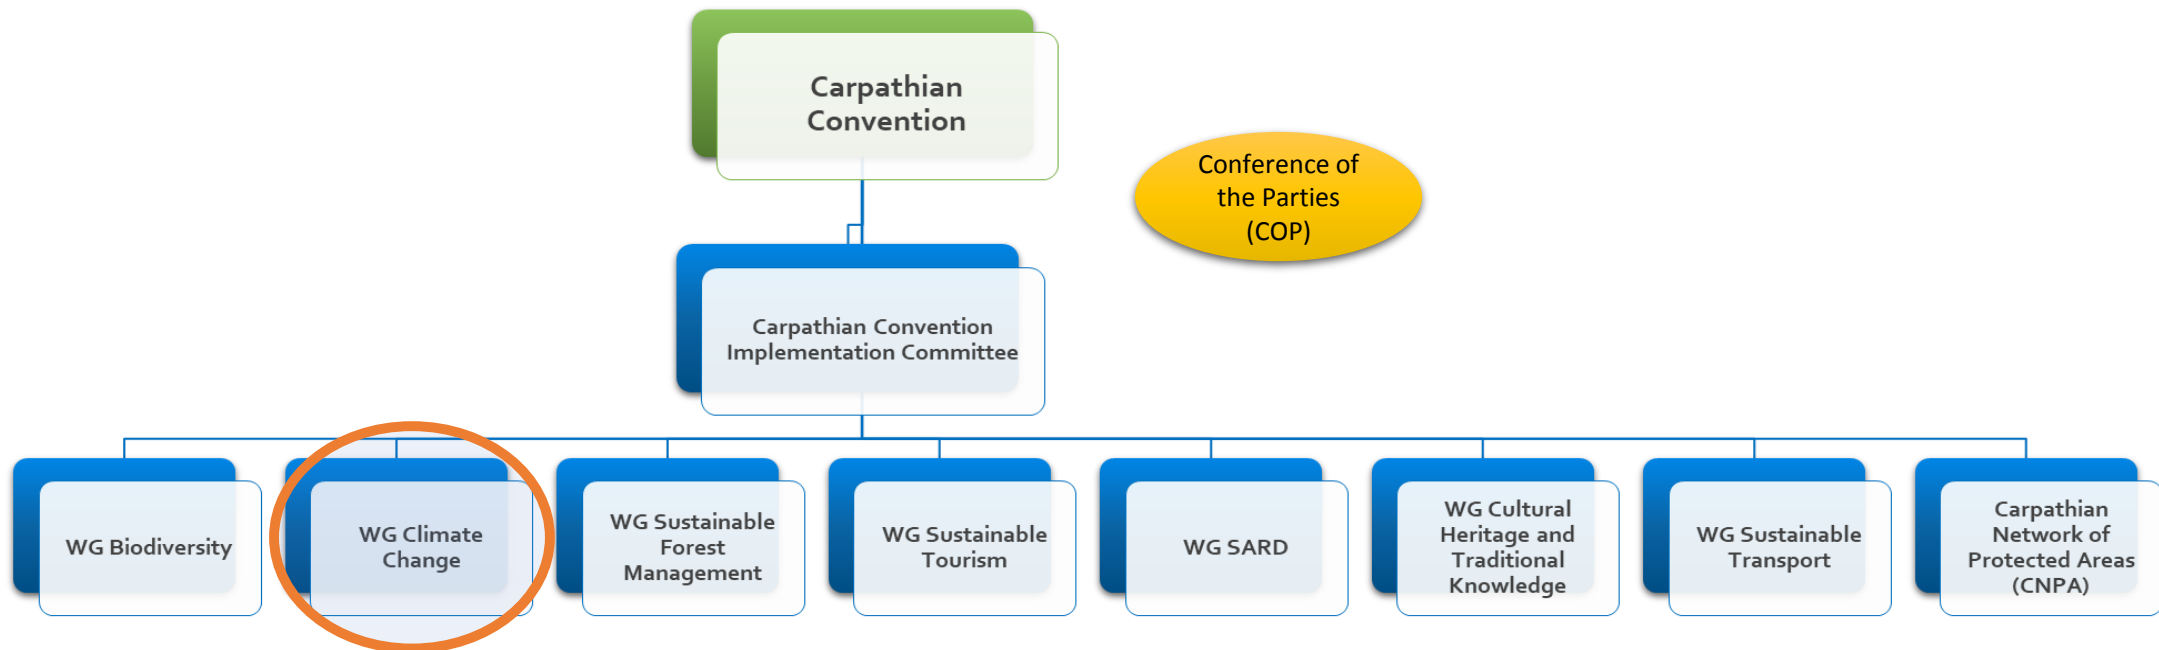 Carpathian
Convention
Conference of
the Parties
(COP)
Carpathian Convention
Implementation Committee
WG Biodiversity
WG Climate
Change
WG Sustainable
Forest
Management
WG Sustainable
Tourism
WG SARD
WG Cultural
Heritage and
Traditional
Knowledge
WG Sustainable
Transport
Carpathian
Network of
Protected Areas
(CNPA)